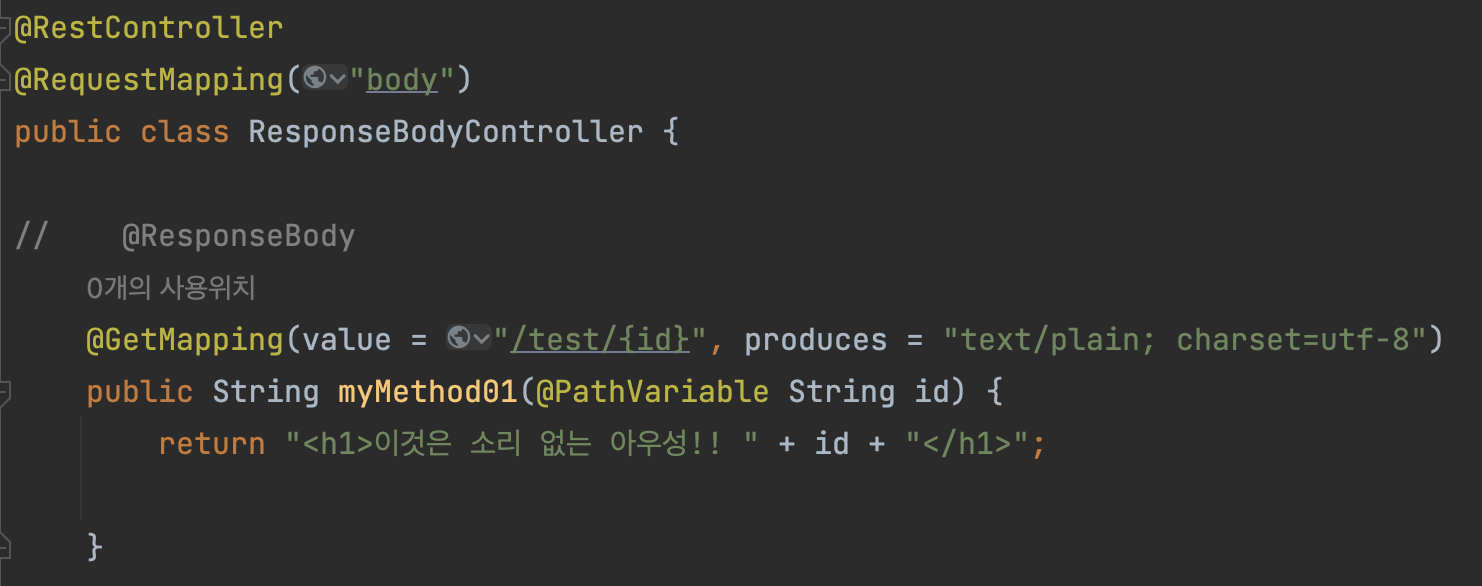 @RestController
@RequestMapping("body")
public class ResponseBodyController {
//    @ResponseBody
0개의 사용위치
@GetMapping(value = "/test/{id}", produces = "text/plain; charset=utf-8")
public String myMethod01(@PathVariable String id) {
return "<h1>이것은 소리 없는 아우성!! " + id + "</h1>";
}